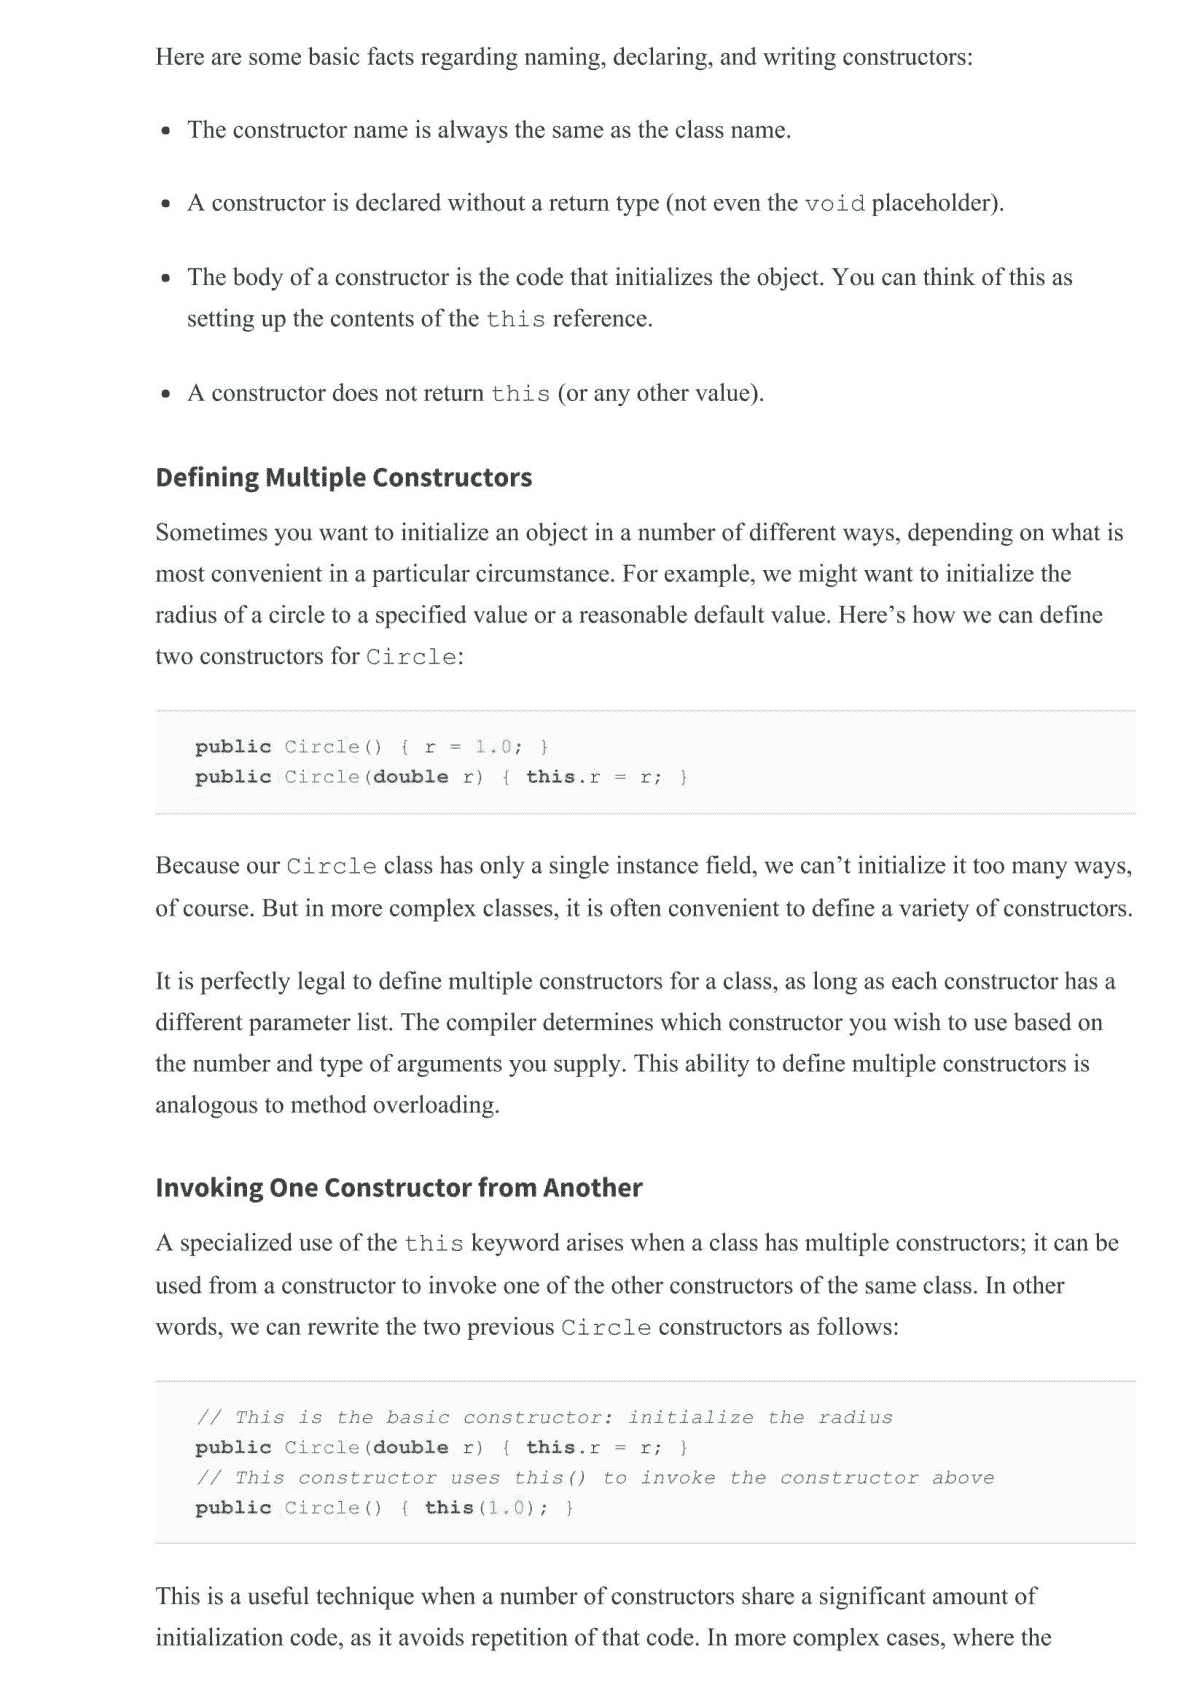 Here are some basic facts regarding naming, declaring, and writing constructors:
• The constructor name is always the same as the class name.
• A constructor is declared without a return type (not even the void placeholder).
• The body of a constructor is the code that initializes the object. You can think of this as
setting up the contents of the this reference.
• A constructor does not return this (or any other value).
Defining Multiple Constructors
Sometimes you want to initialize an object in a number of different ways, depending on what is
most convenient in a particular circumstance. For example, we might want to initialize the
radius of a circle to a specified value or a reasonable default value. Here’s how we can define
two constructors for Circle:
public Circle() { r = 1.0; }
public Circle(double r) { this.r = r; }
Because our Circle class has only a single instance field, we can’t initialize it too many ways,
of course. But in more complex classes, it is often convenient to define a variety of constructors.
It is perfectly legal to define multiple constructors for a class, as long as each constructor has a
different parameter list. The compiler determines which constructor you wish to use based on
the number and type of arguments you supply. This ability to define multiple constructors is
analogous to method overloading.
Invoking One Constructor from Another
A specialized use of the this keyword arises when a class has multiple constructors; it can be
used from a constructor to invoke one of the other constructors of the same class. In other
words, we can rewrite the two previous Circle constructors as follows:
// This is the basic constructor: initialize the radius
public Circle(double r) { this.r = r; }
// This constructor uses this() to invoke the constructor above
public Circle() { this(1.0); }
This is a useful technique when a number of constructors share a significant amount of
initialization code, as it avoids repetition of that code. In more complex cases, where the